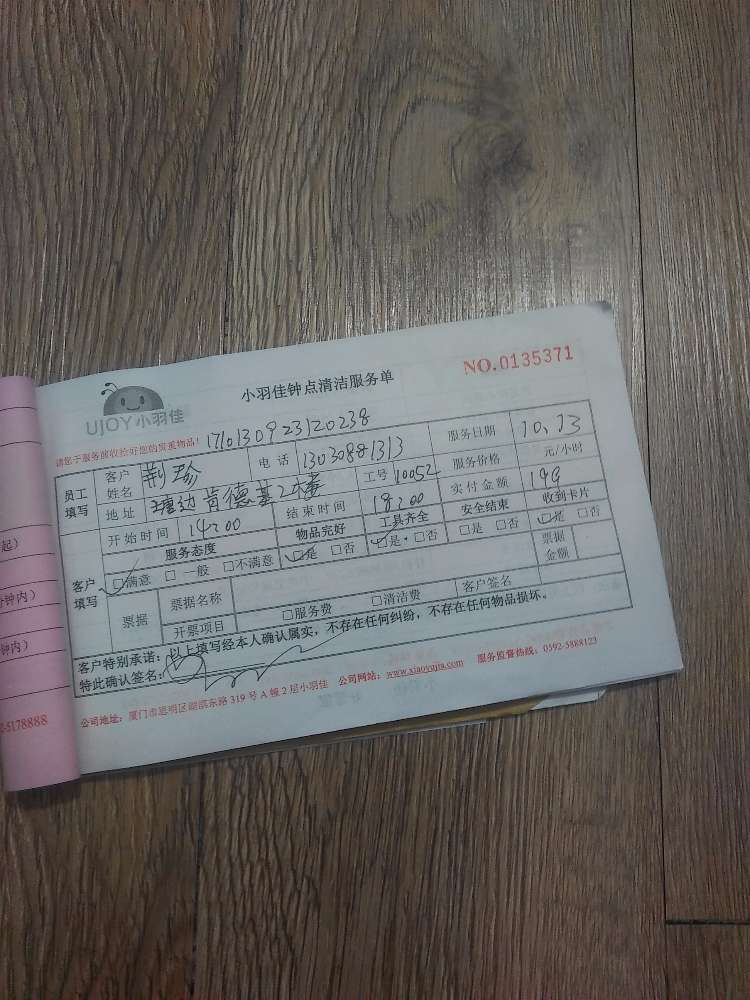 小羽佳钟点清洁服务单
NO.0135371
UJOY小羽佳
请您于服务前收拾好您的贵重物品! 1710130923120238
员工填写 客户姓名 荆珍 电话 13030881313 服务日期 10.13
地址 塘边肯德基2楼 工号 10052 服务价格 元/小时
开始时间 14:00 结束时间 18:00 实付金额 149
客户填写 服务态度 物品完好 工具齐全 安全结束 收到卡片
☑满意 □一般 □不满意 ☑是 □否 ☑是 □否 □是 □否 ☑是 □否
票据 票据名称 票据金额
开票项目 □服务费 □清洁费 客户签名
客户特别承诺:以上填写经本人确认属实,不存在任何纠纷,不存在任何物品损坏。
特此确认签名:
公司地址:厦门市思明区湖滨东路319号A幢2层小羽佳 公司网站:www.xiaoyujia.com 服务监督热线:0592-5888123
起)
分钟内)
钟内)
-5178888